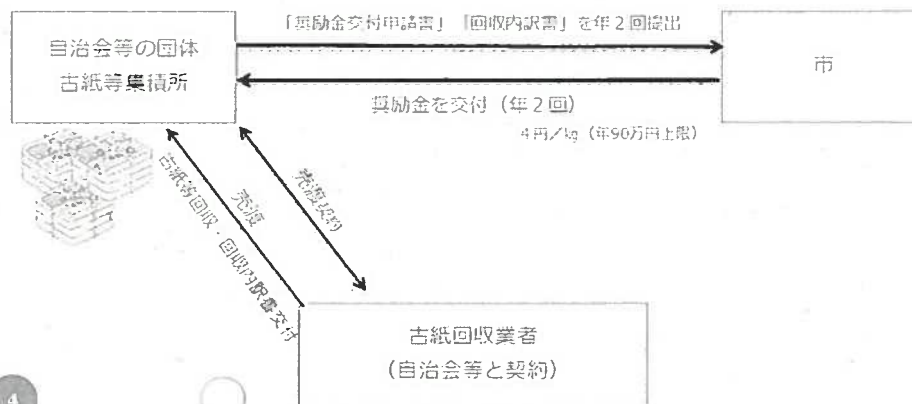 「奨励金交付申請書」「回収内訳書」を年2回提出
自治会等の団体
古紙等集積所
市
奨励金を交付（年2回）
4円／kg（年90万円上限）
売渡契約
売渡
古紙等回収・回収内訳書交付
古紙回収業者
（自治会等と契約）
4